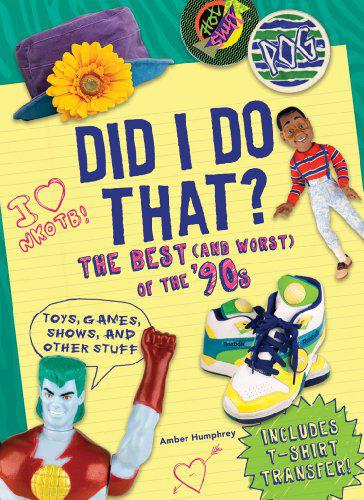 HOT
STUFF
POG
DID I DO
THAT?
THE BEST (AND WORST)
OF THE '90s
I
NKOTB!
TOYS, GAMES,
SHOWS, AND
OTHER STUFF
Reebok
Reebok
Amber Humphrey
INCLUDES
T-SHIRT
TRANSFER!